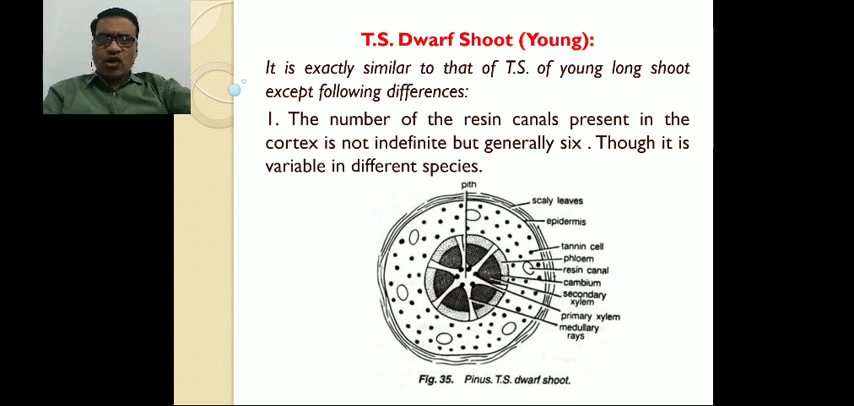 T.S. Dwarf Shoot (Young):
It is exactly similar to that of T.S. of young long shoot
except following differences:
1. The number of the resin canals present in the
cortex is not indefinite but generally six . Though it is
variable in different species.
pith
scaly leaves
epidermis
tannin cell
phloem
resin canal
cambium
secondary
xylem
primary xylem
medullary
rays
Fig. 35. Pinus. T.S. dwarf shoot.